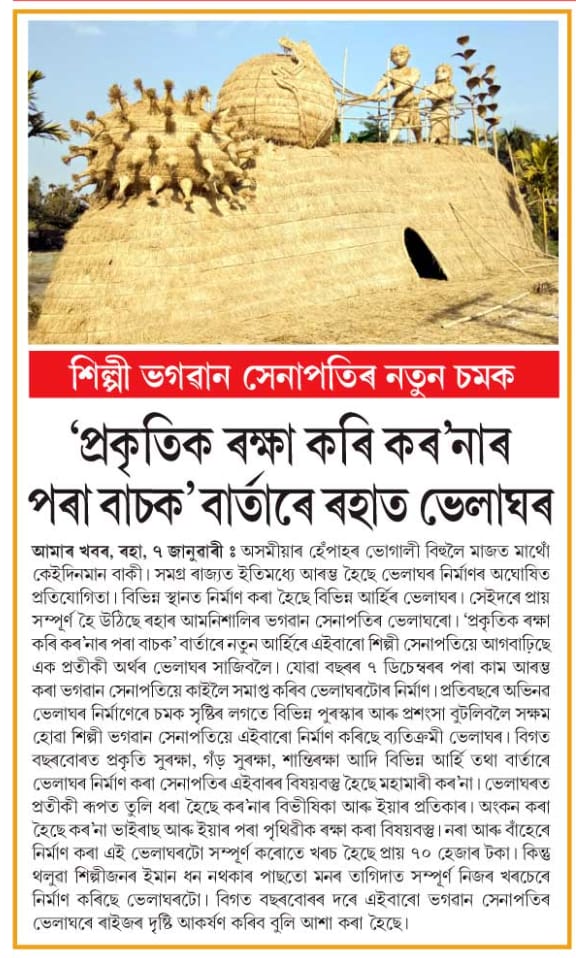 শিল্পী ভগৱান সেনাপতিৰ নতুন চমক
‘প্ৰকৃতিক ৰক্ষা কৰি কৰ’নাৰ
পৰা বাচক’ বাৰ্তাৰে ৰহাত ভেলাঘৰ
আমাৰ খবৰ, ৰহা, ৭ জানুৱাৰী ঃ অসমীয়াৰ হেঁপাহৰ ভোগালী বিহুলৈ মাজত মাথোঁ
কেইদিনমান বাকী। সমগ্ৰ ৰাজ্যত ইতিমধ্যে আৰম্ভ হৈছে ভেলাঘৰ নিৰ্মাণৰ অঘোষিত
প্ৰতিযোগিতা। বিভিন্ন স্থানত নিৰ্মাণ কৰা হৈছে বিভিন্ন আৰ্হিৰ ভেলাঘৰ। সেইদৰে প্ৰায়
সম্পূৰ্ণ হৈ উঠিছে ৰহাৰ আমনিশালিৰ ভগৱান সেনাপতিৰ ভেলাঘৰো। ‘প্ৰকৃতিক ৰক্ষা
কৰি কৰ’নাৰ পৰা বাচক’ বাৰ্তাৰে নতুন আৰ্হিৰে এইবাৰো শিল্পী সেনাপতিয়ে আগবাঢ়িছে
এক প্ৰতীকী অৰ্থৰ ভেলাঘৰ সাজিবলৈ। যোৱা বছৰৰ ৭ ডিচেম্বৰৰ পৰা কাম আৰম্ভ
কৰা ভগৱান সেনাপতিয়ে কাইলৈ সমাপ্ত কৰিব ভেলাঘৰটোৰ নিৰ্মাণ। প্ৰতিবছৰে অভিনৱ
ভেলাঘৰ নিৰ্মাণেৰে চমক সৃষ্টিৰ লগতে বিভিন্ন পুৰস্কাৰ আৰু প্ৰশংসা বুটলিবলৈ সক্ষম
হোৱা শিল্পী ভগৱান সেনাপতিয়ে এইবাৰো নিৰ্মাণ কৰিছে ব্যতিক্ৰমী ভেলাঘৰ। বিগত
বছৰবোৰত প্ৰকৃতি সুৰক্ষা, গঁড় সুৰক্ষা, শান্তিৰক্ষা আদি বিভিন্ন আৰ্হি তথা বাৰ্তাৰে
ভেলাঘৰ নিৰ্মাণ কৰা সেনাপতিৰ এইবাৰৰ বিষয়বস্তু হৈছে মহামাৰী কৰ’না। ভেলাঘৰত
প্ৰতীকী ৰূপত তুলি ধৰা হৈছে কৰ’নাৰ বিভীষিকা আৰু ইয়াৰ প্ৰতিকাৰ। অংকন কৰা
হৈছে কৰ’না ভাইৰাছ আৰু ইয়াৰ পৰা পৃথিৱীক ৰক্ষা কৰা বিষয়বস্তু। নৰা আৰু বাঁহেৰে
নিৰ্মাণ কৰা এই ভেলাঘৰটো সম্পূৰ্ণ কৰোতে খৰচ হৈছে প্ৰায় ৭০ হেজাৰ টকা। কিন্তু
থলুৱা শিল্পীজনৰ ইমান ধন নথকাৰ পাছতো মনৰ তাগিদাত সম্পূৰ্ণ নিজৰ খৰচেৰে
নিৰ্মাণ কৰিছে ভেলাঘৰটো। বিগত বছৰবোৰৰ দৰে এইবাৰো ভগৱান সেনাপতিৰ
ভেলাঘৰে ৰাইজৰ দৃষ্টি আকৰ্ষণ কৰিব বুলি আশা কৰা হৈছে।